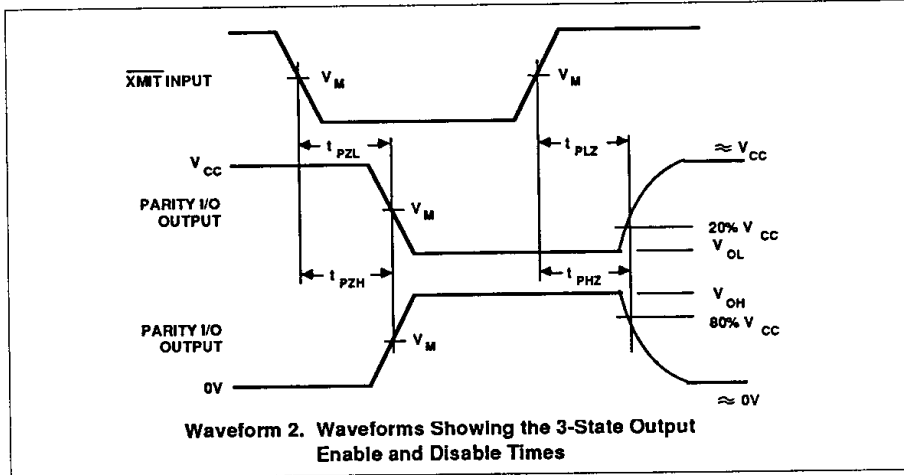 XMIT INPUT
V M
V M
t PZL
t PLZ
V CC
≈ V CC
PARITY I/O
OUTPUT
V M
20% V CC
V OL
t PZH
t PHZ
V OH
PARITY I/O
OUTPUT
V M
80% V CC
0V
≈ 0V
Waveform 2. Waveforms Showing the 3-State Output
Enable and Disable Times